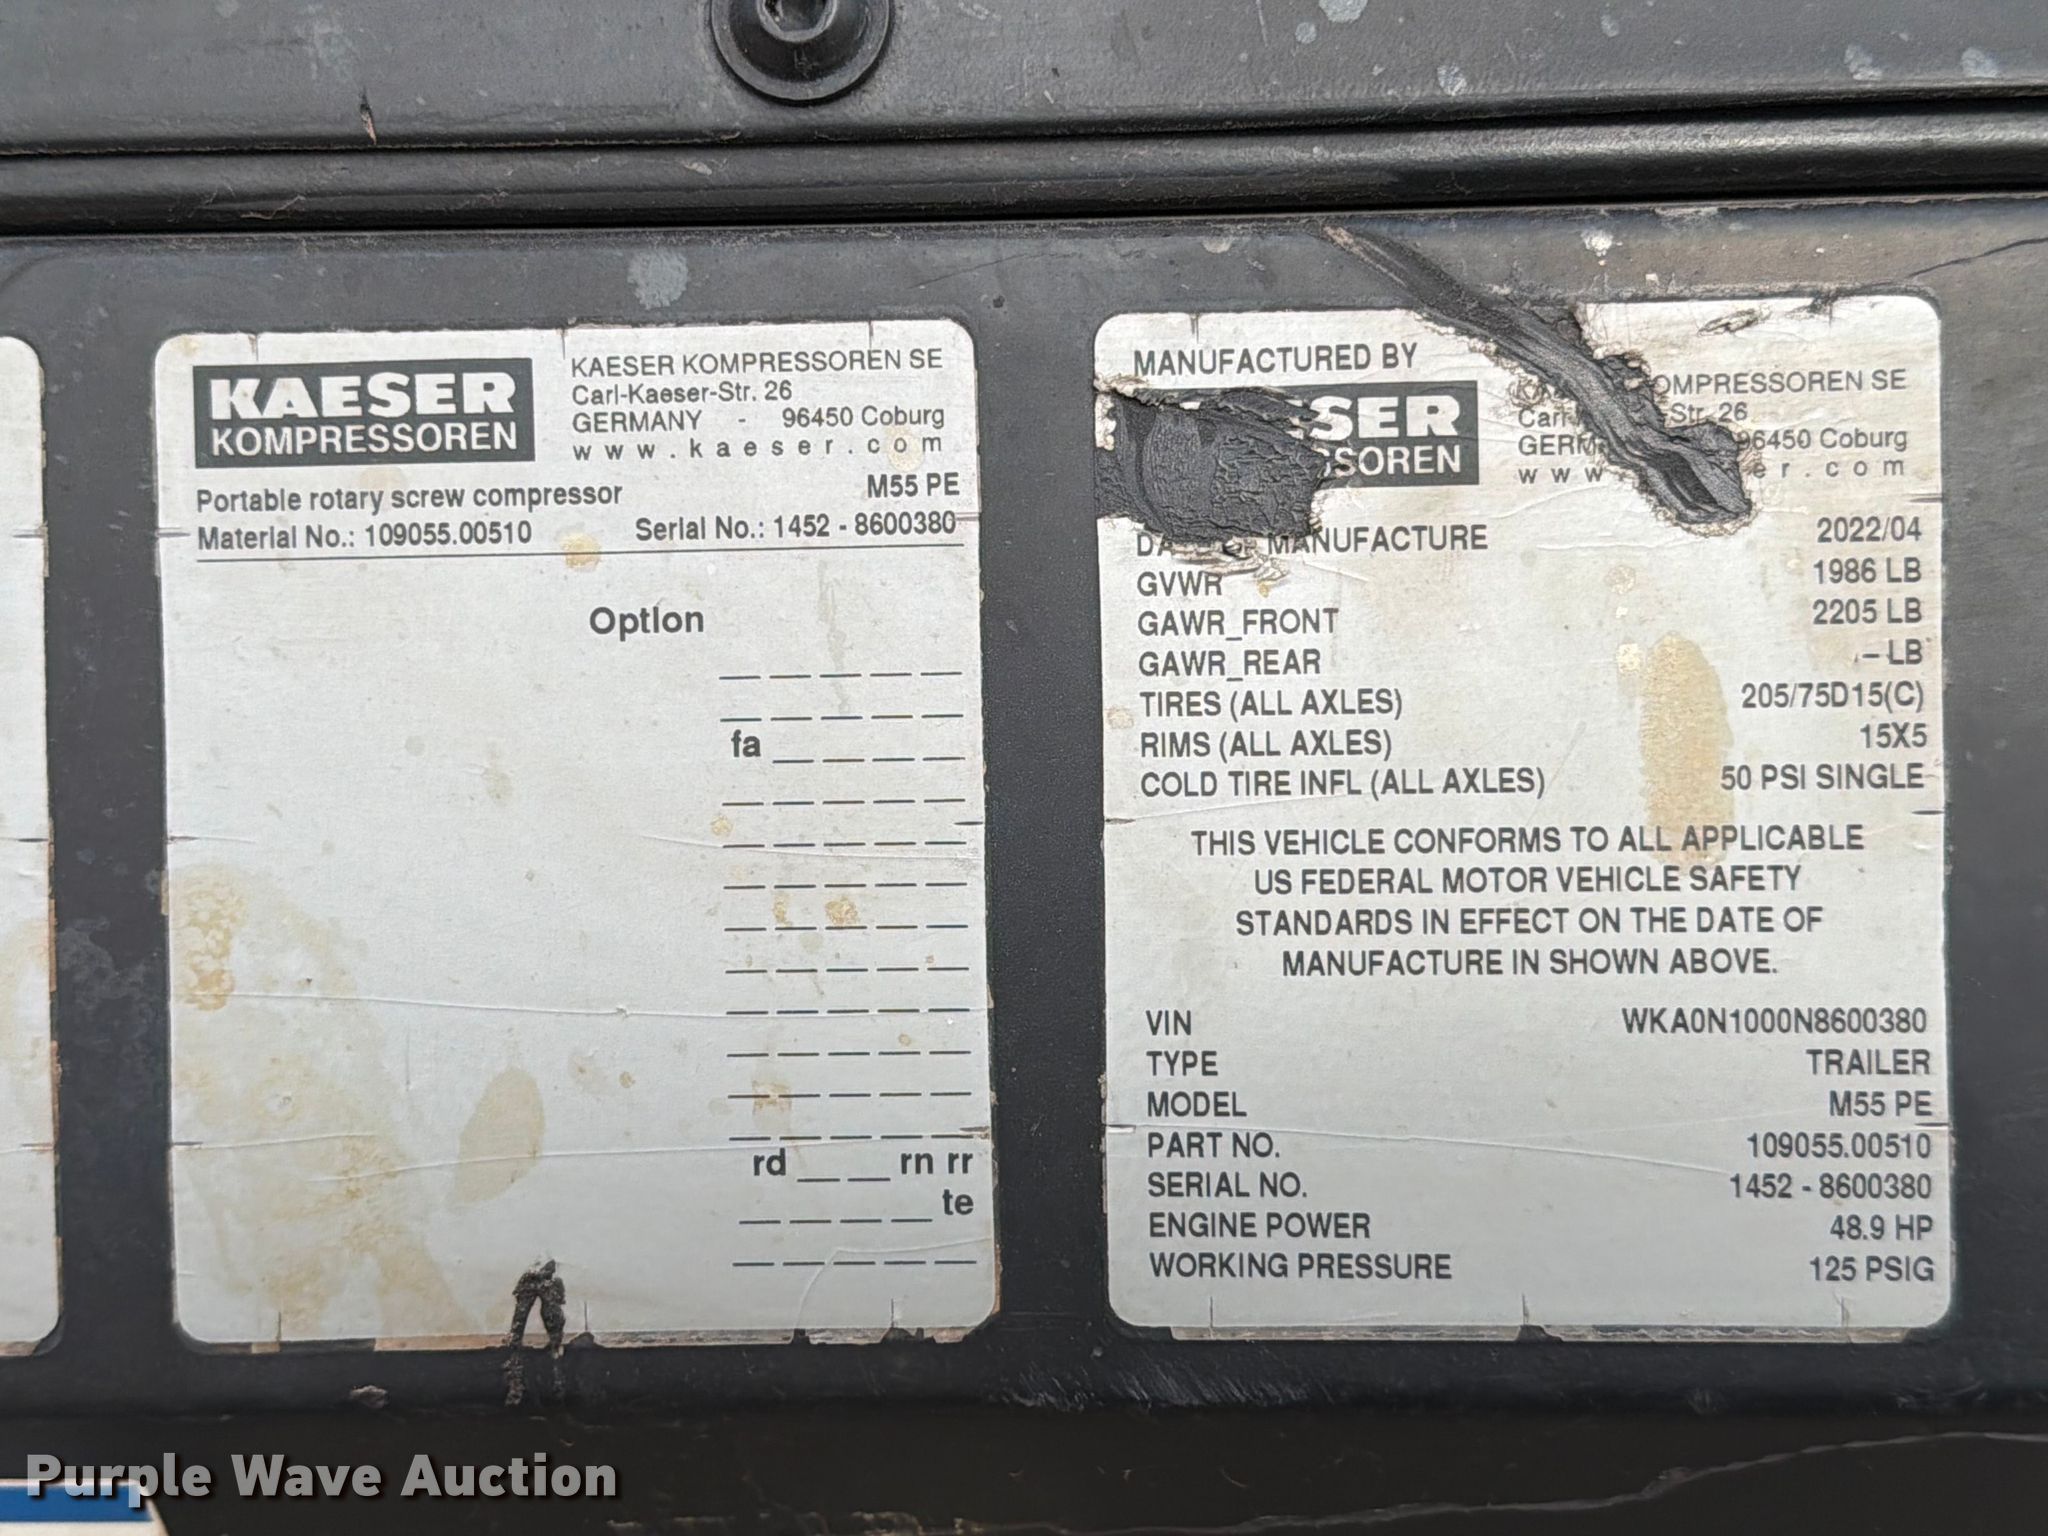 KAESER
KOMPRESSOREN
KAESER KOMPRESSOREN SE
Carl-Kaeser-Str. 26
GERMANY - 96450 Coburg
www.kaeser.com
Portable rotary screw compressor M55 PE
Material No.: 109055.00510 Serial No.: 1452 - 8600380
Option
_ _ _ _ _
_ _ _ _ _
fa _ _ _ _
_ _ _ _ _
_ _ _ _ _
_ _ _ _ _
_ _ _ _ _
_ _ _ _ _
_ _ _ _ _
_ _ _ _ _
_ _ _ _ _
_ _ _ _ _
rd _ _ rn rr
_ _ _ _ te
_ _ _ _ _
MANUFACTURED BY
SER
SOREN
OMPRESSOREN SE
Str. 26
96450 Coburg
www er.com
MANUFACTURE 2022/04
GVWR 1986 LB
GAWR_FRONT 2205 LB
GAWR_REAR – LB
TIRES (ALL AXLES) 205/75D15(C)
RIMS (ALL AXLES) 15X5
COLD TIRE INFL (ALL AXLES) 50 PSI SINGLE
THIS VEHICLE CONFORMS TO ALL APPLICABLE
US FEDERAL MOTOR VEHICLE SAFETY
STANDARDS IN EFFECT ON THE DATE OF
MANUFACTURE IN SHOWN ABOVE.
VIN WKA0N1000N8600380
TYPE TRAILER
MODEL M55 PE
PART NO. 109055.00510
SERIAL NO. 1452 - 8600380
ENGINE POWER 48.9 HP
WORKING PRESSURE 125 PSIG
Purple Wave Auction